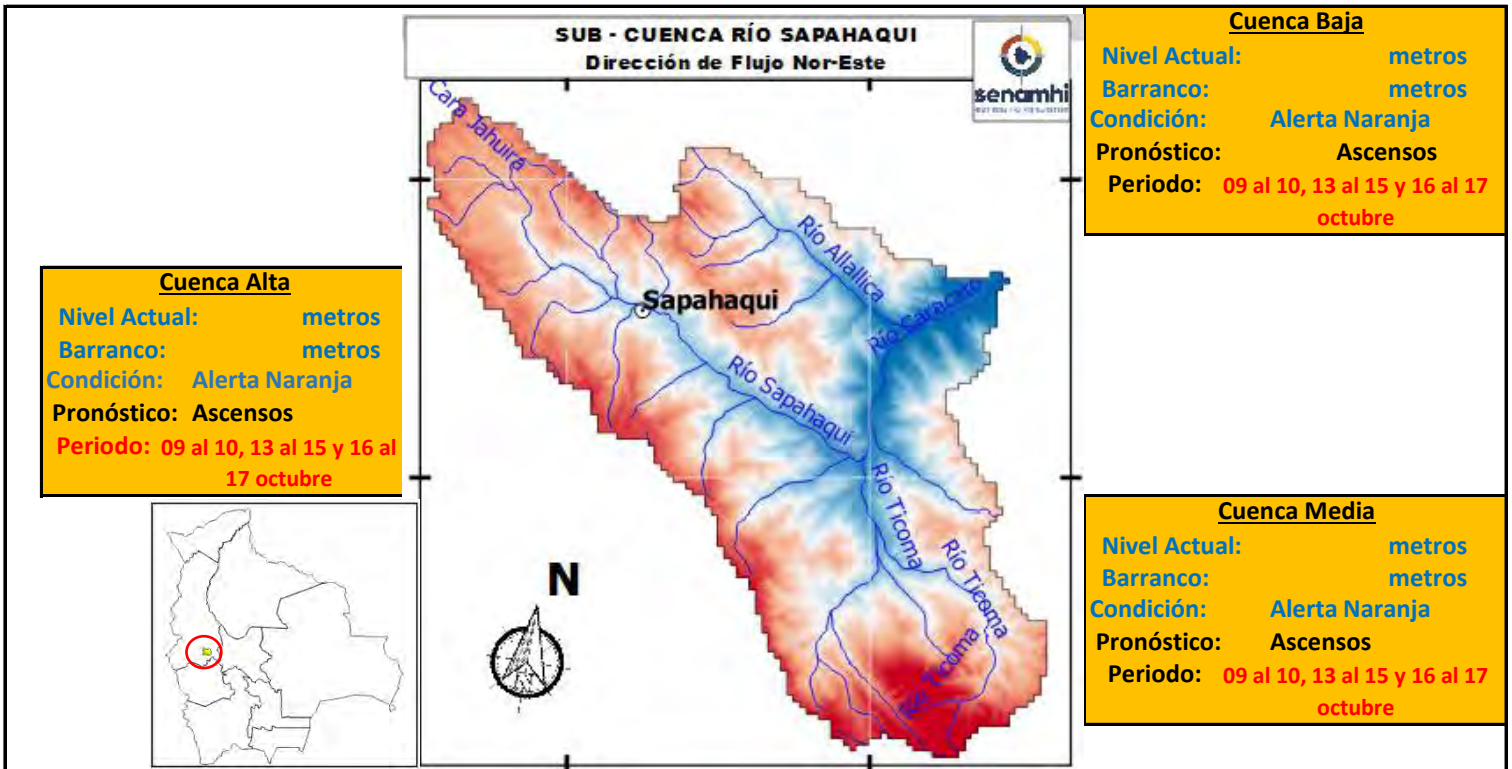 SUB - CUENCA RÍO SAPAHAQUI
Dirección de Flujo Nor-Este
senamhi
Cuenca Baja
Nivel Actual: metros
Barranco: metros
Condición: Alerta Naranja
Pronóstico: Ascensos
Periodo: 09 al 10, 13 al 15 y 16 al 17
octubre
Cuenca Alta
Nivel Actual: metros
Barranco: metros
Condición: Alerta Naranja
Pronóstico: Ascensos
Periodo: 09 al 10, 13 al 15 y 16 al
17 octubre
Cara Jahuira
Río Allallica
Sapahaqui
Río Caracato
Río Sapahaqui
Río Ticoma
Río Ticoma
Río Ticoma
N
Cuenca Media
Nivel Actual: metros
Barranco: metros
Condición: Alerta Naranja
Pronóstico: Ascensos
Periodo: 09 al 10, 13 al 15 y 16 al 17
octubre